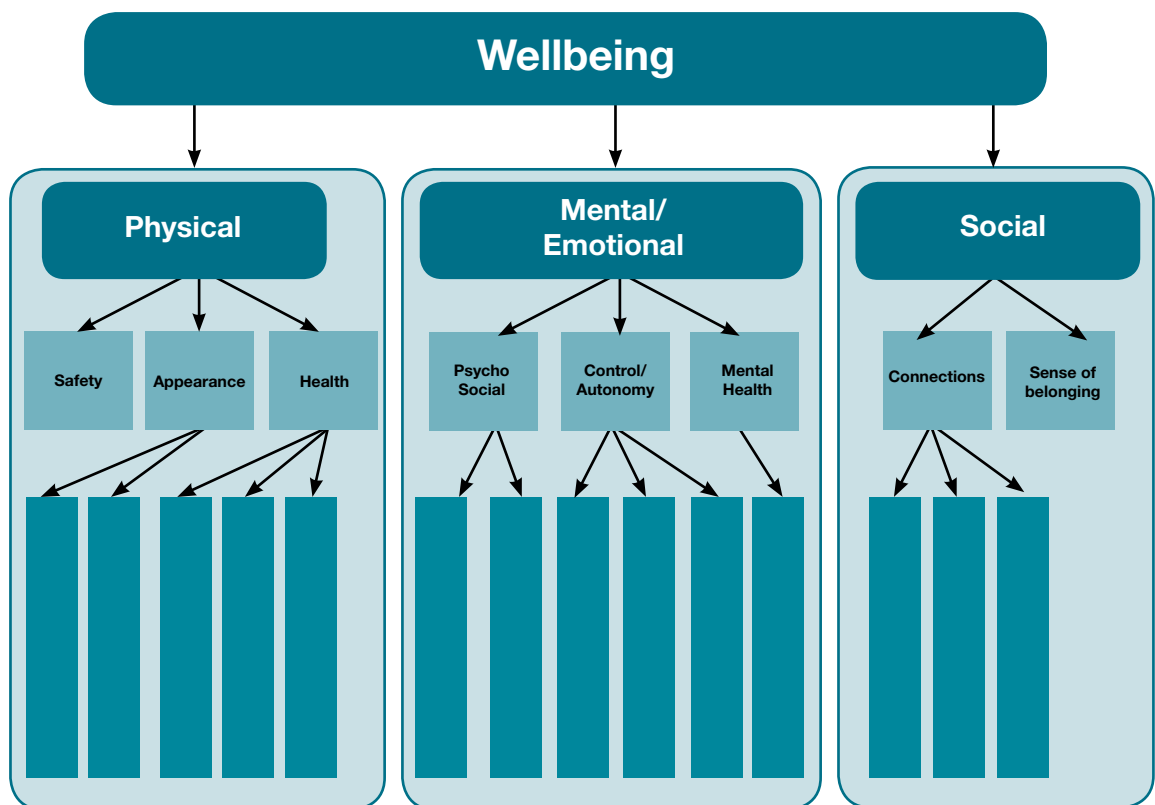 Wellbeing
Physical
Mental/
Emotional
Social
Safety
Appearance
Health
Psycho
Social
Control/
Autonomy
Mental
Health
Connections
Sense of
belonging